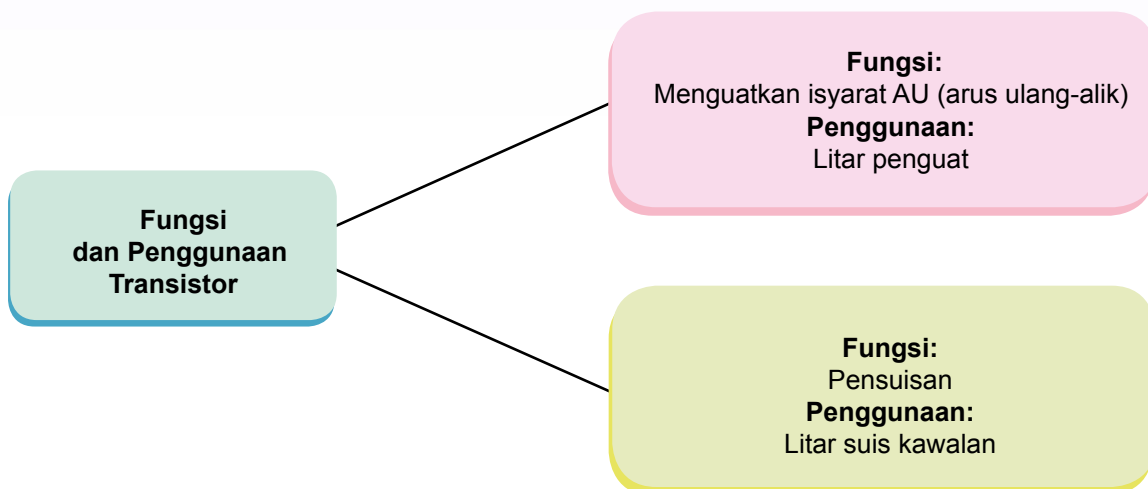 Fungsi
dan Penggunaan
Transistor
Fungsi:
Menguatkan isyarat AU (arus ulang-alik)
Penggunaan:
Litar penguat
Fungsi:
Pensuisan
Penggunaan:
Litar suis kawalan